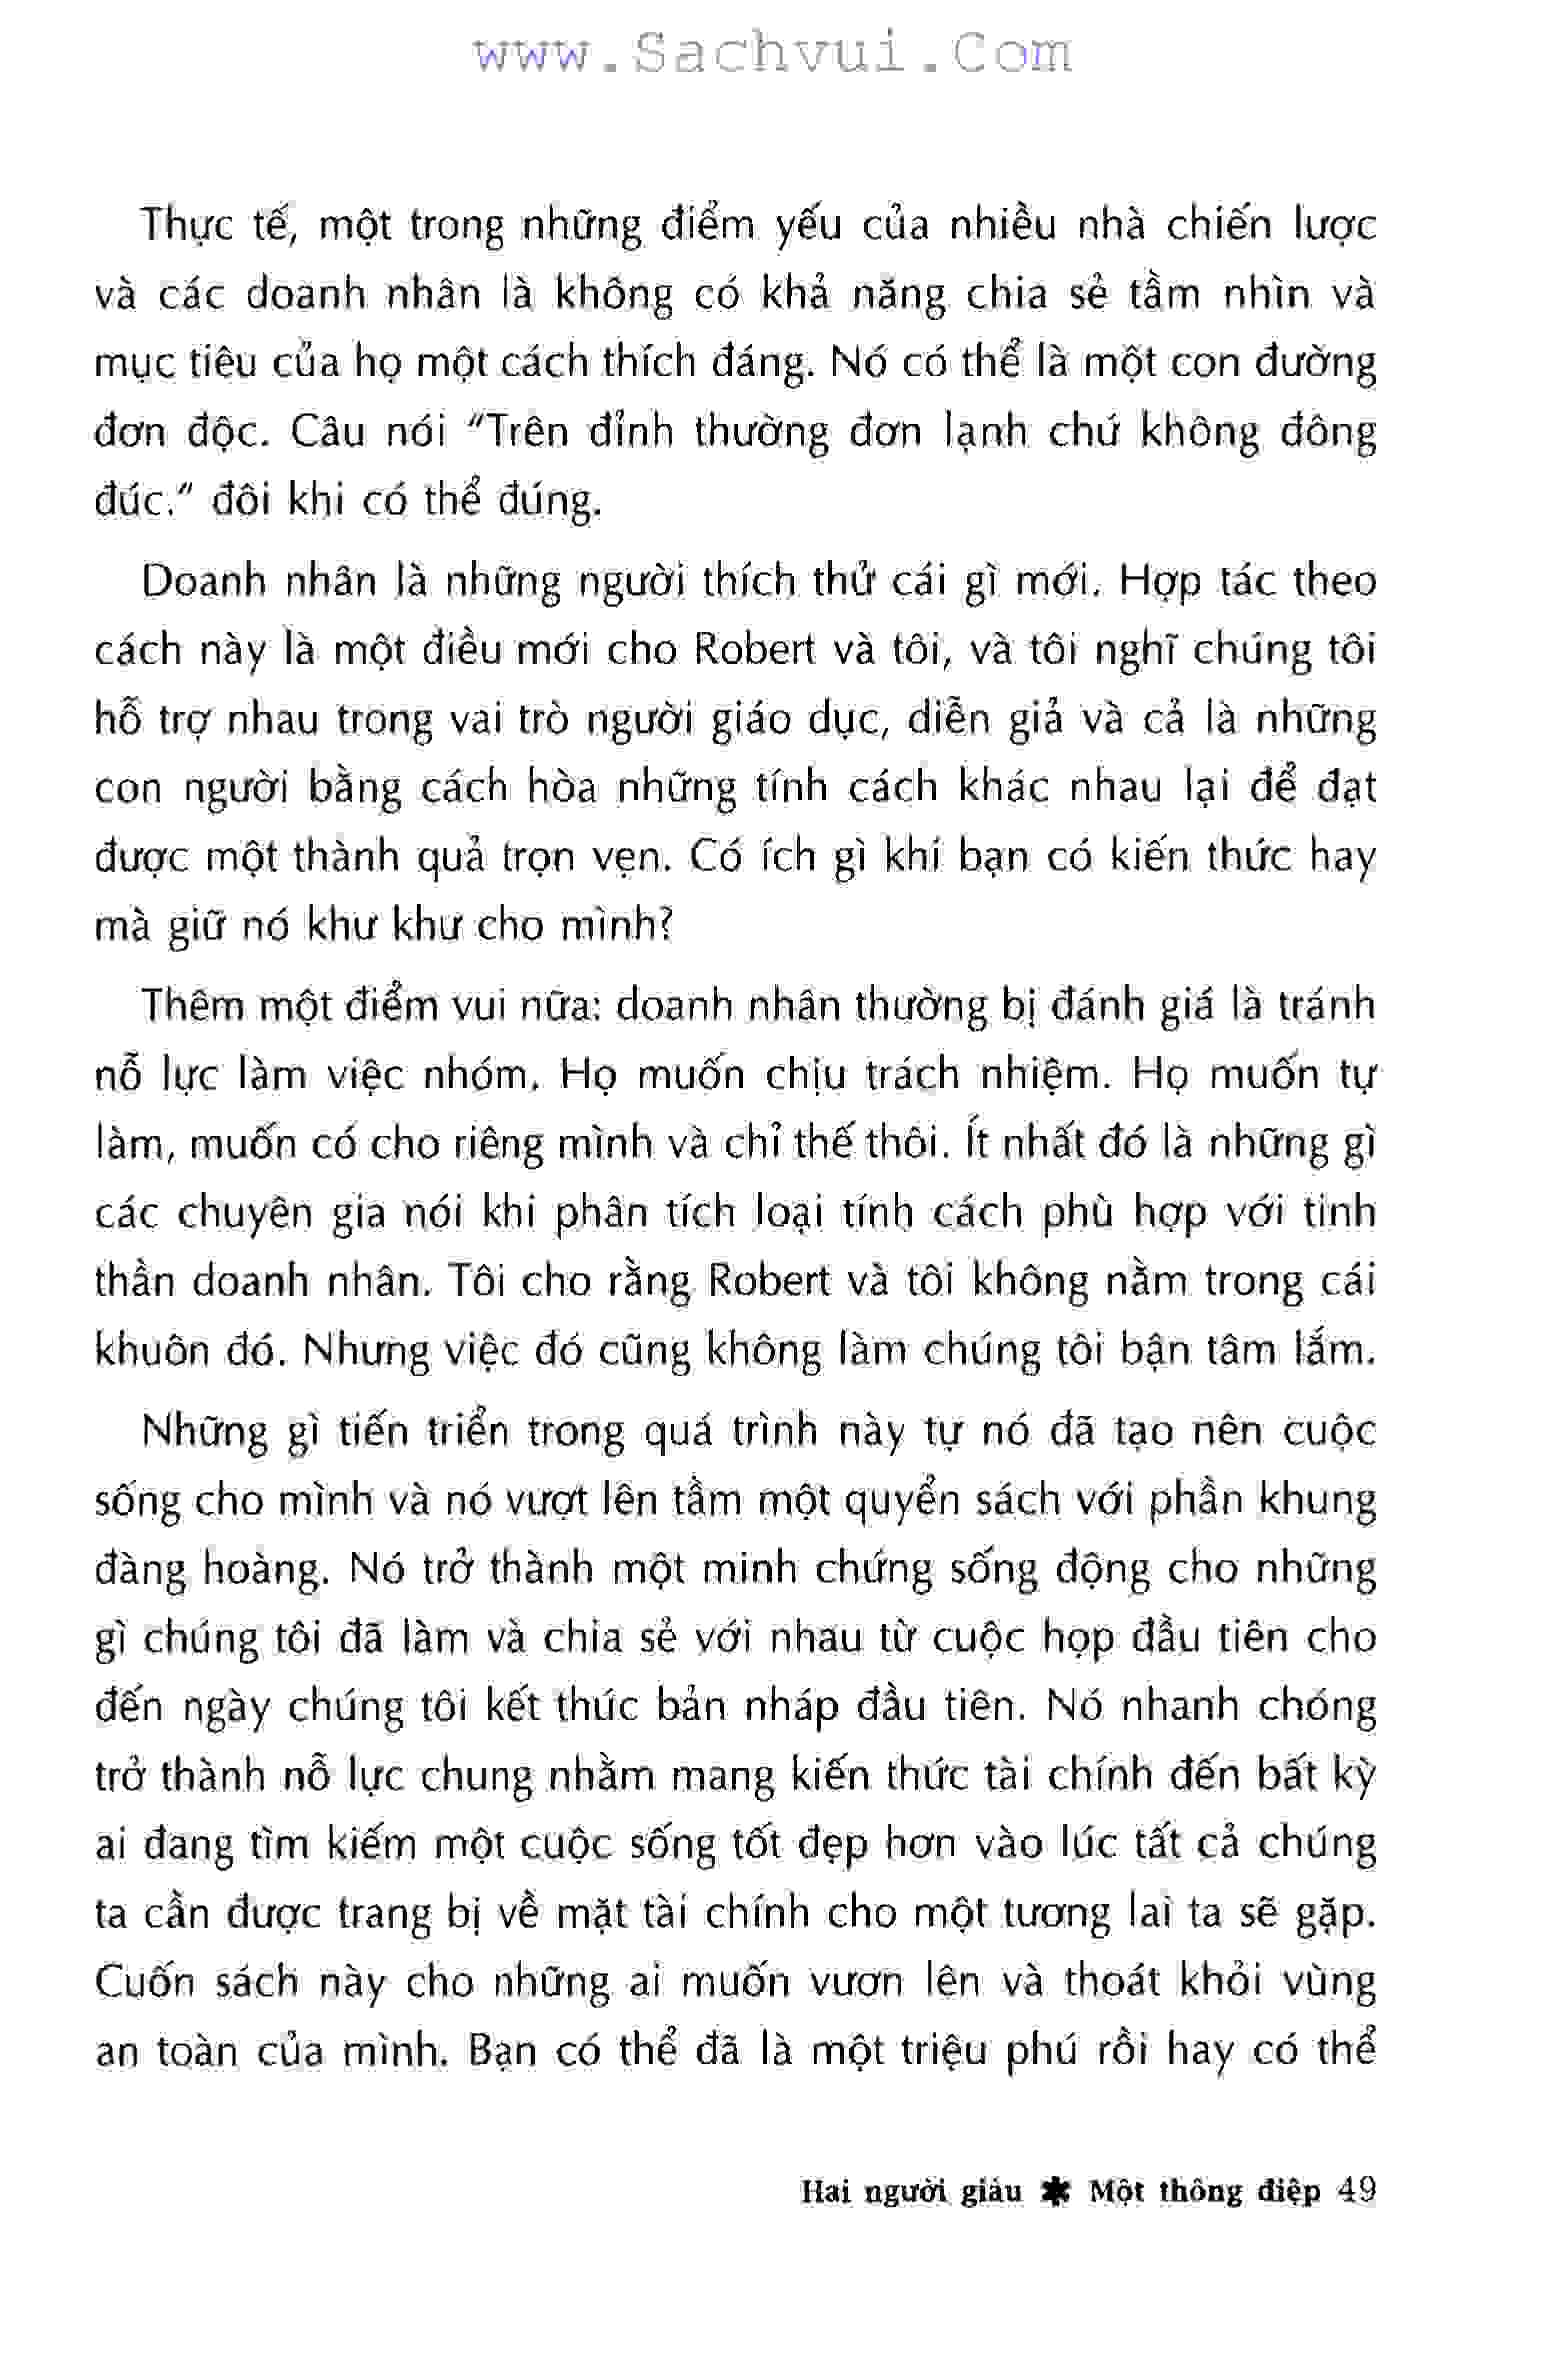 www.Sachvui.Com
Thực tế, một trong những điểm yếu của nhiều nhà chiến lược
và các doanh nhân là không có khả năng chia sẻ tầm nhìn và
mục tiêu của họ một cách thích đáng. Nó có thể là một con đường
đơn độc. Câu nói "Trên đỉnh thường đơn lạnh chứ không đông
đúc." đôi khi có thể đúng.
Doanh nhân là những người thích thử cái gì mới. Hợp tác theo
cách này là một điều mới cho Robert và tôi, và tôi nghĩ chúng tôi
hỗ trợ nhau trong vai trò người giáo dục, diễn giả và cả là những
con người bằng cách hòa những tính cách khác nhau lại để đạt
được một thành quả trọn vẹn. Có ích gì khí bạn có kiến thức hay
mà giữ nó khư khư cho mình?
Thêm một điểm vui nữa: doanh nhân thường bị đánh giá là tránh
nỗ lực làm việc nhóm. Họ muốn chịu trách nhiệm. Họ muốn tự
làm, muốn có cho riêng mình và chỉ thế thôi. Ít nhất đó là những gì
các chuyên gia nói khi phân tích loại tính cách phù hợp với tinh
thần doanh nhân. Tôi cho rằng Robert và tôi không nằm trong cái
khuôn đó. Nhưng việc đó cũng không làm chúng tôi bận tâm lắm.
Những gì tiến triển trong quá trình này tự nó đã tạo nên cuộc
sống cho mình và nó vượt lên tầm một quyển sách với phần khung
đàng hoàng. Nó trở thành một minh chứng sống động cho những
gì chúng tôi đã làm và chia sẻ với nhau từ cuộc họp đầu tiên cho
đến ngày chúng tôi kết thúc bản nháp đầu tiên. Nó nhanh chóng
trở thành nỗ lực chung nhằm mang kiến thức tài chính đến bất kỳ
ai đang tìm kiếm một cuộc sống tốt đẹp hơn vào lúc tất cả chúng
ta cần được trang bị về mặt tài chính cho một tương lai ta sẽ gặp.
Cuốn sách này cho những ai muốn vươn lên và thoát khỏi vùng
an toàn của mình. Bạn có thể đã là một triệu phú rồi hay có thể
Hai người giàu ✱ Một thông điệp 49